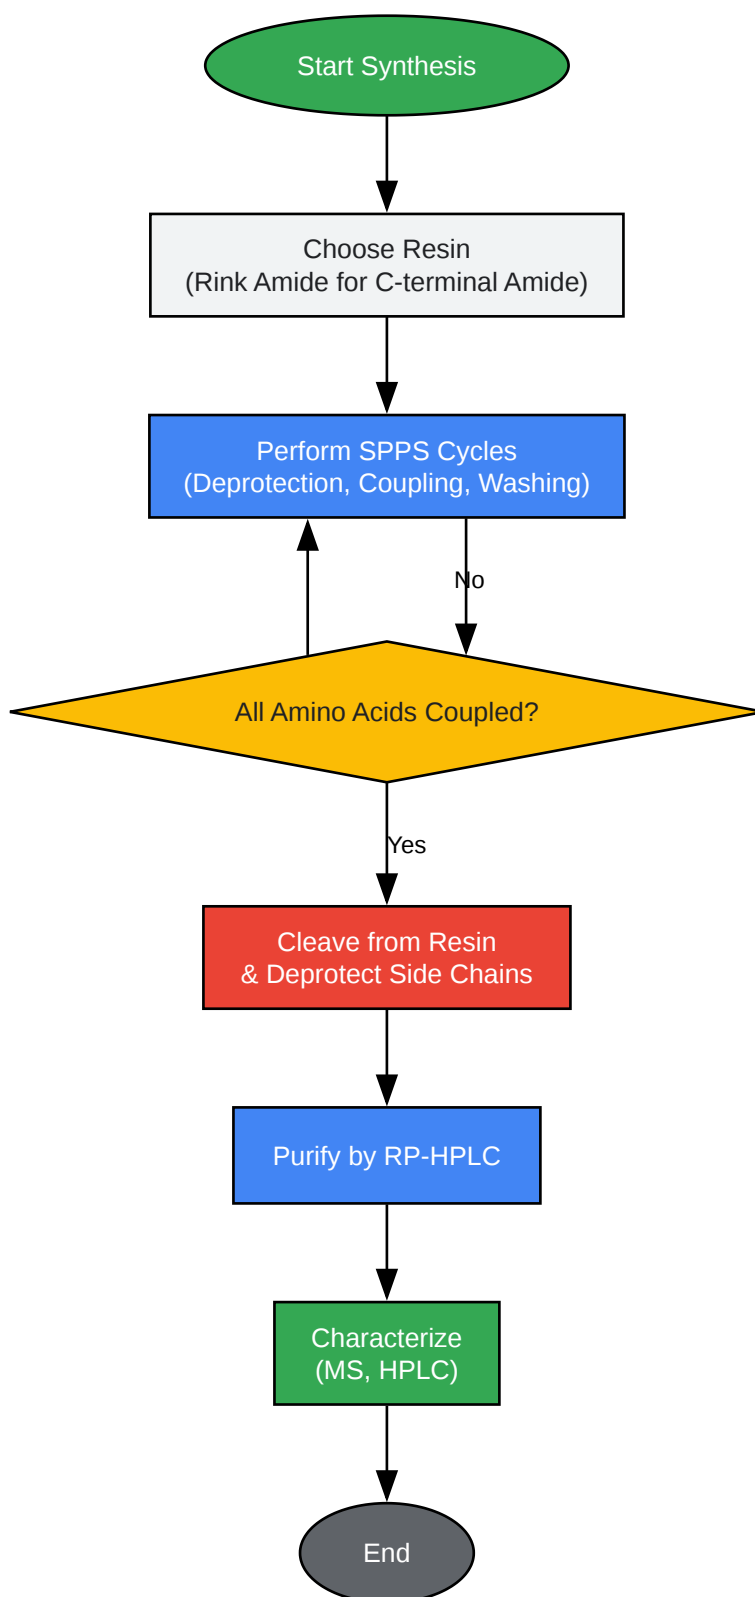 Start Synthesis
Choose Resin
(Rink Amide for C-terminal Amide)
Perform SPPS Cycles
(Deprotection, Coupling, Washing)
No
All Amino Acids Coupled?
Yes
Cleave from Resin
& Deprotect Side Chains
Purify by RP-HPLC
Characterize
(MS, HPLC)
End